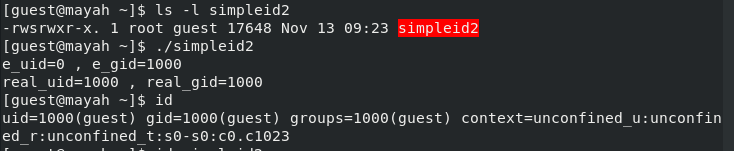 [guest@mayah ~]$ ls -l simpleid2
-rwsrwxr-x. 1 root guest 17648 Nov 13 09:23 simpleid2
[guest@mayah ~]$ ./simpleid2
e_uid=0 , e_gid=1000
real_uid=1000 , real_gid=1000
[guest@mayah ~]$ id
uid=1000(guest) gid=1000(guest) groups=1000(guest) context=unconfined_u:unconfin
ed_r:unconfined_t:s0-s0:c0.c1023